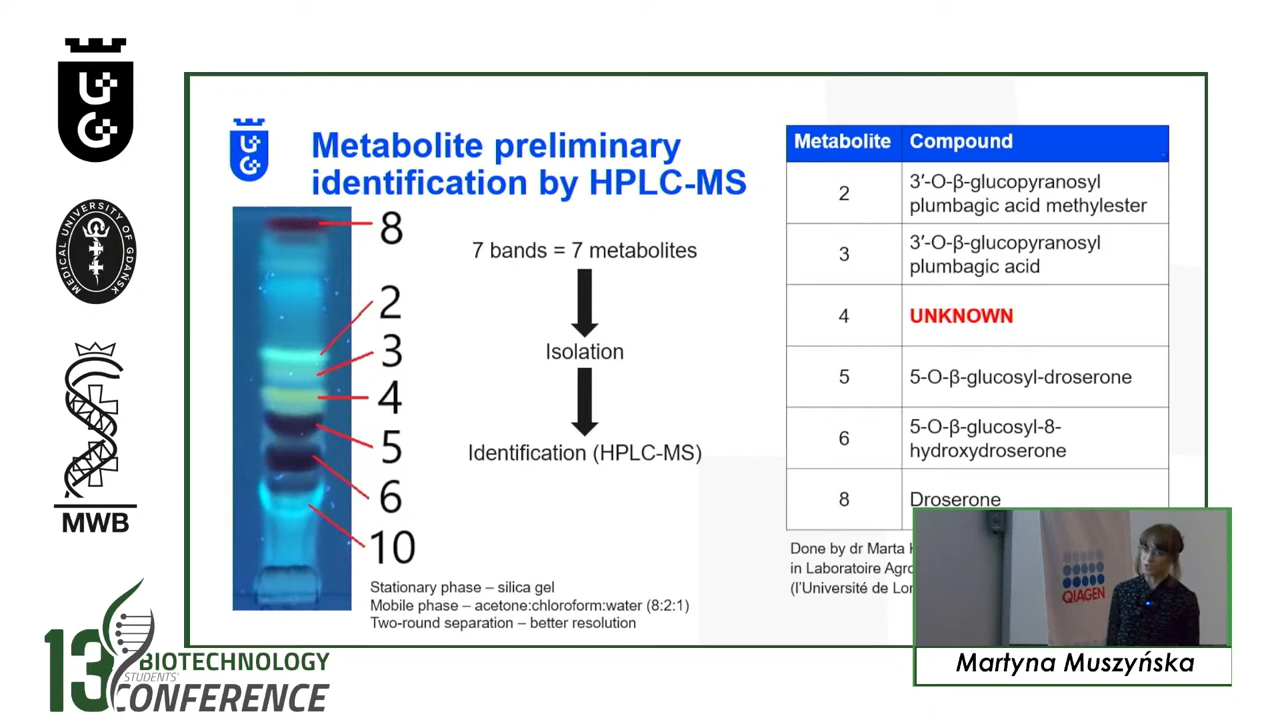 UG
MEDICAL UNIVERSITY OF GDAŃSK
MWB
13
BIOTECHNOLOGY
STUDENTS'
CONFERENCE
UG
Metabolite preliminary
identification by HPLC-MS
8
2
3
4
5
6
10
7 bands = 7 metabolites
Isolation
Identification (HPLC-MS)
Stationary phase – silica gel
Mobile phase – acetone:chloroform:water (8:2:1)
Two-round separation – better resolution
Metabolite Compound
2 3′-O-β-glucopyranosyl
plumbagic acid methylester
3 3′-O-β-glucopyranosyl
plumbagic acid
4 UNKNOWN
5 5-O-β-glucosyl-droserone
6 5-O-β-glucosyl-8-
hydroxydroserone
8 Droserone
Done by dr Marta
in Laboratoire Agro
(l'Université de Lor
QIAGEN
Martyna Muszyńska